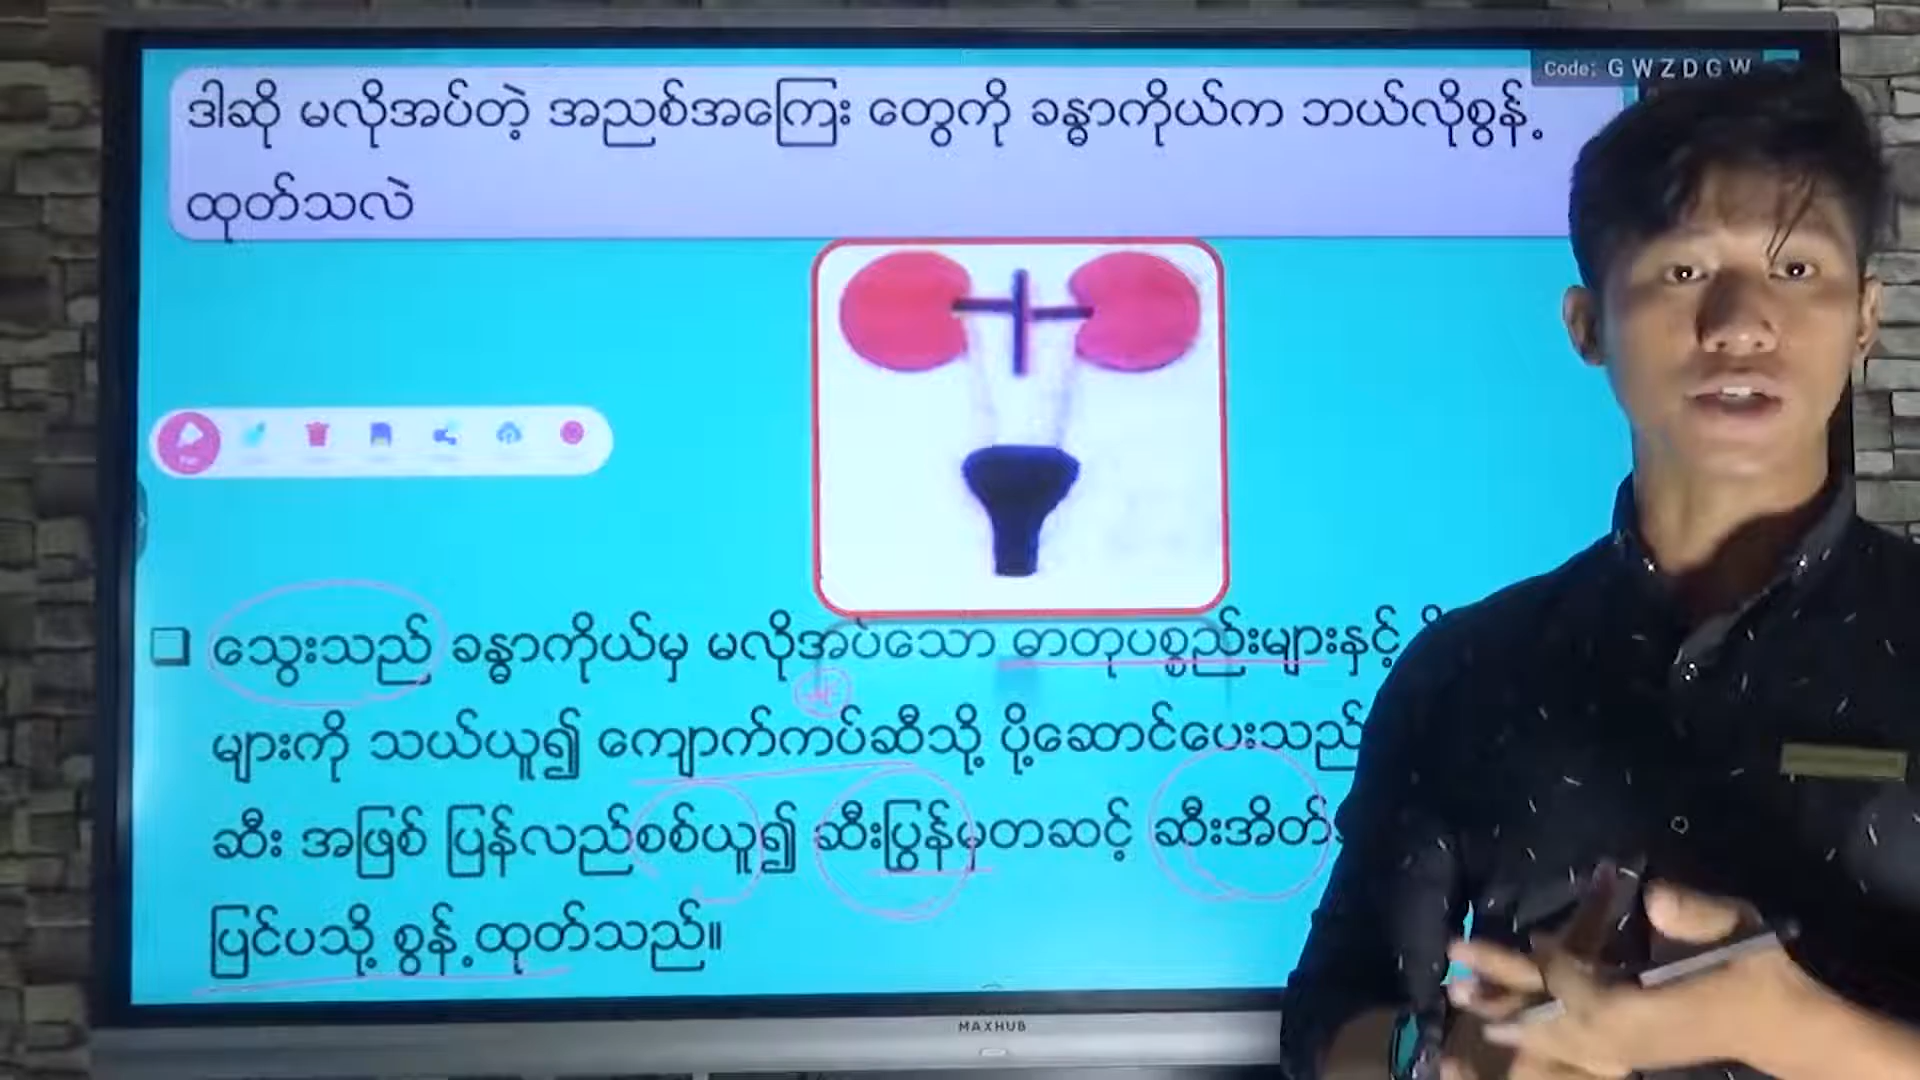 Code: GWZDGW
ဒါဆို မလိုအပ်တဲ့ အညစ်အကြေး တွေကို ခန္ဓာကိုယ်က ဘယ်လိုစွန့်
ထုတ်သလဲ
သွေးသည် ခန္ဓာကိုယ်မှ မလိုအပ်သော ဓာတုပစ္စည်းများနှင့်
များကို သယ်ယူ၍ ကျောက်ကပ်ဆီသို့ ပို့ဆောင်ပေးသည်
ဆီး အဖြစ် ပြန်လည်စစ်ယူ၍ ဆီးပြွန်မှတဆင့် ဆီးအိတ်
ပြင်ပသို့ စွန့်ထုတ်သည်။
MAXHUB